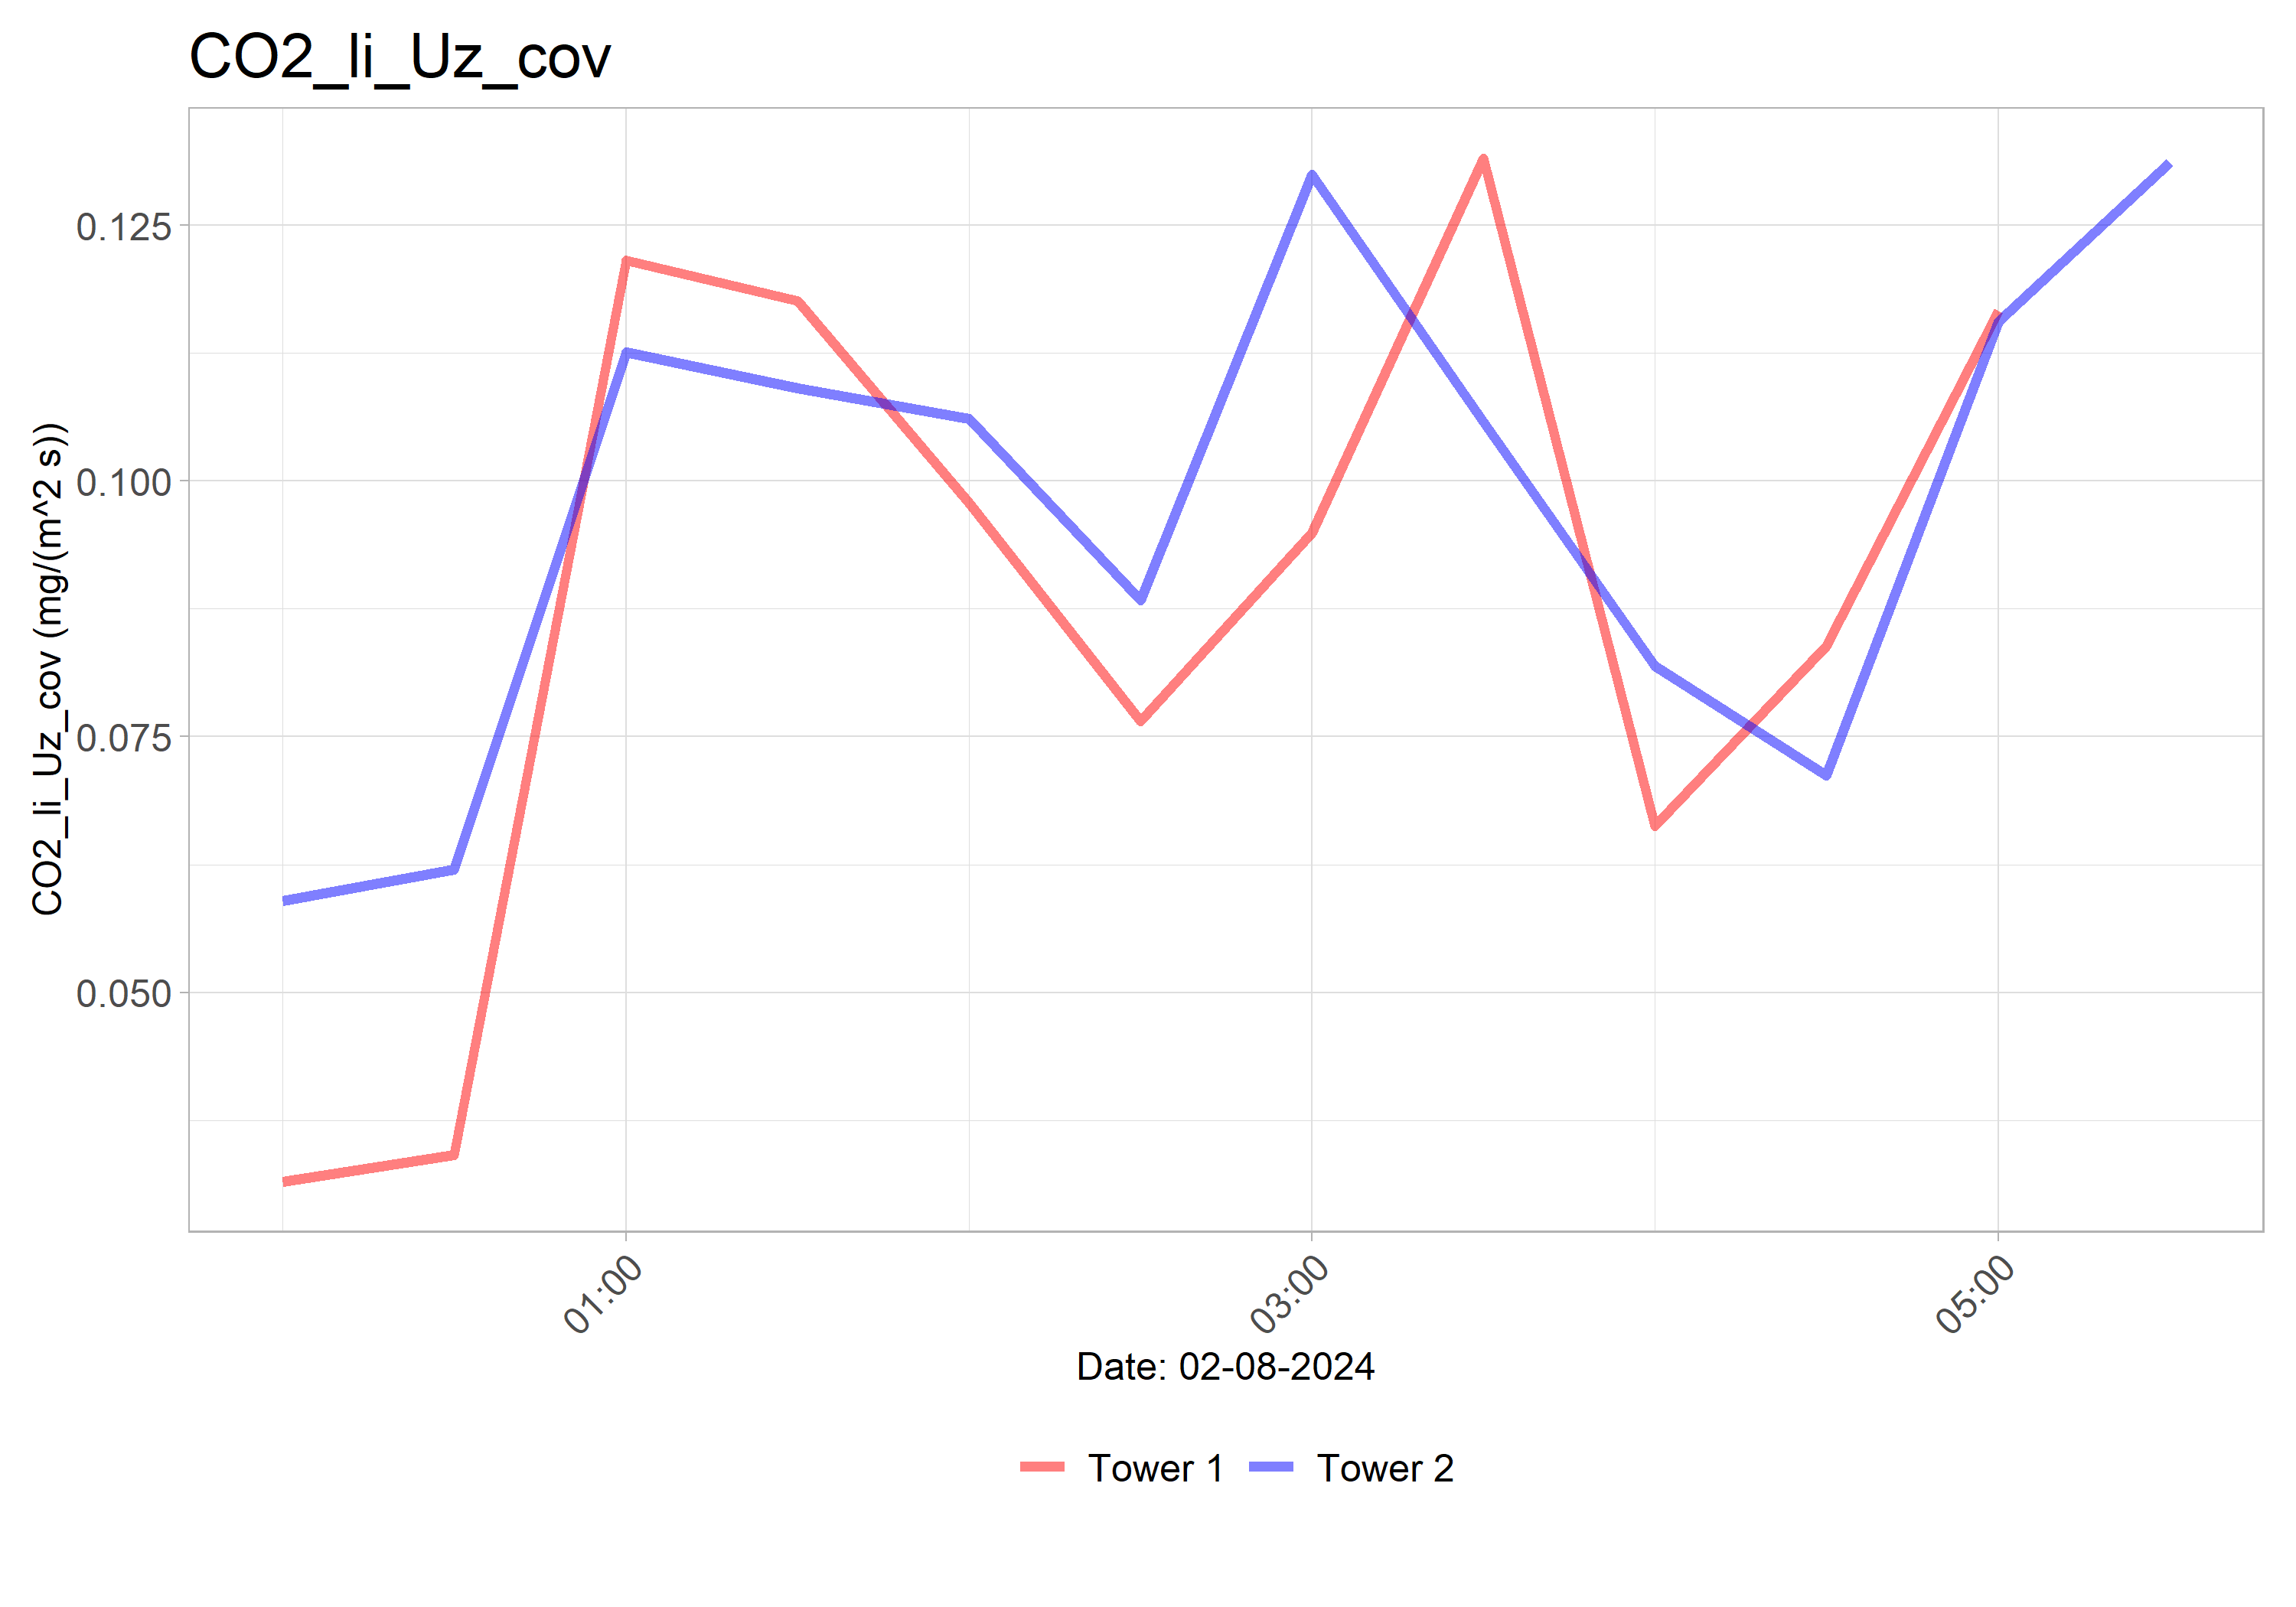 CO2_li_Uz_cov
CO2_li_Uz_cov (mg/(m^2 s))
0.125
0.100
0.075
0.050
01:00
03:00
05:00
Date: 02-08-2024
Tower 1
Tower 2